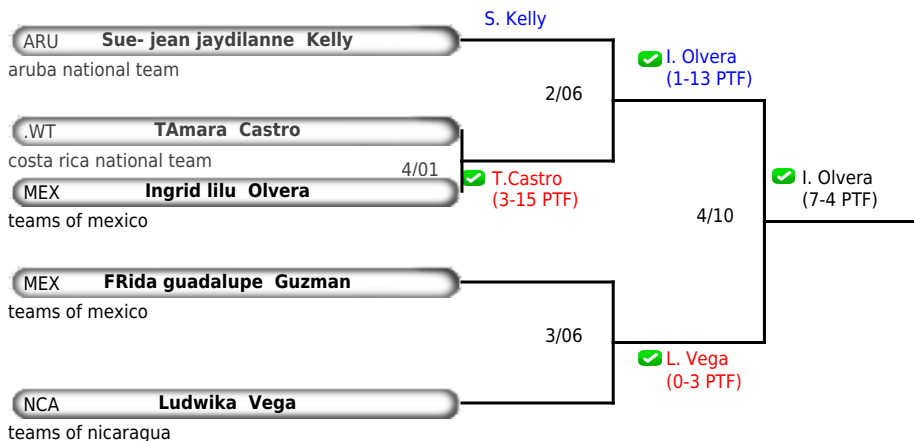 S. Kelly
ARU Sue- jean jaydilanne Kelly
aruba national team
I. Olvera
(1-13 PTF)
2/06
.WT TAmara Castro
costa rica national team
4/01
T.Castro
(3-15 PTF)
MEX Ingrid lilu Olvera
teams of mexico
I. Olvera
(7-4 PTF)
4/10
MEX FRida guadalupe Guzman
teams of mexico
3/06
L. Vega
(0-3 PTF)
NCA Ludwika Vega
teams of nicaragua